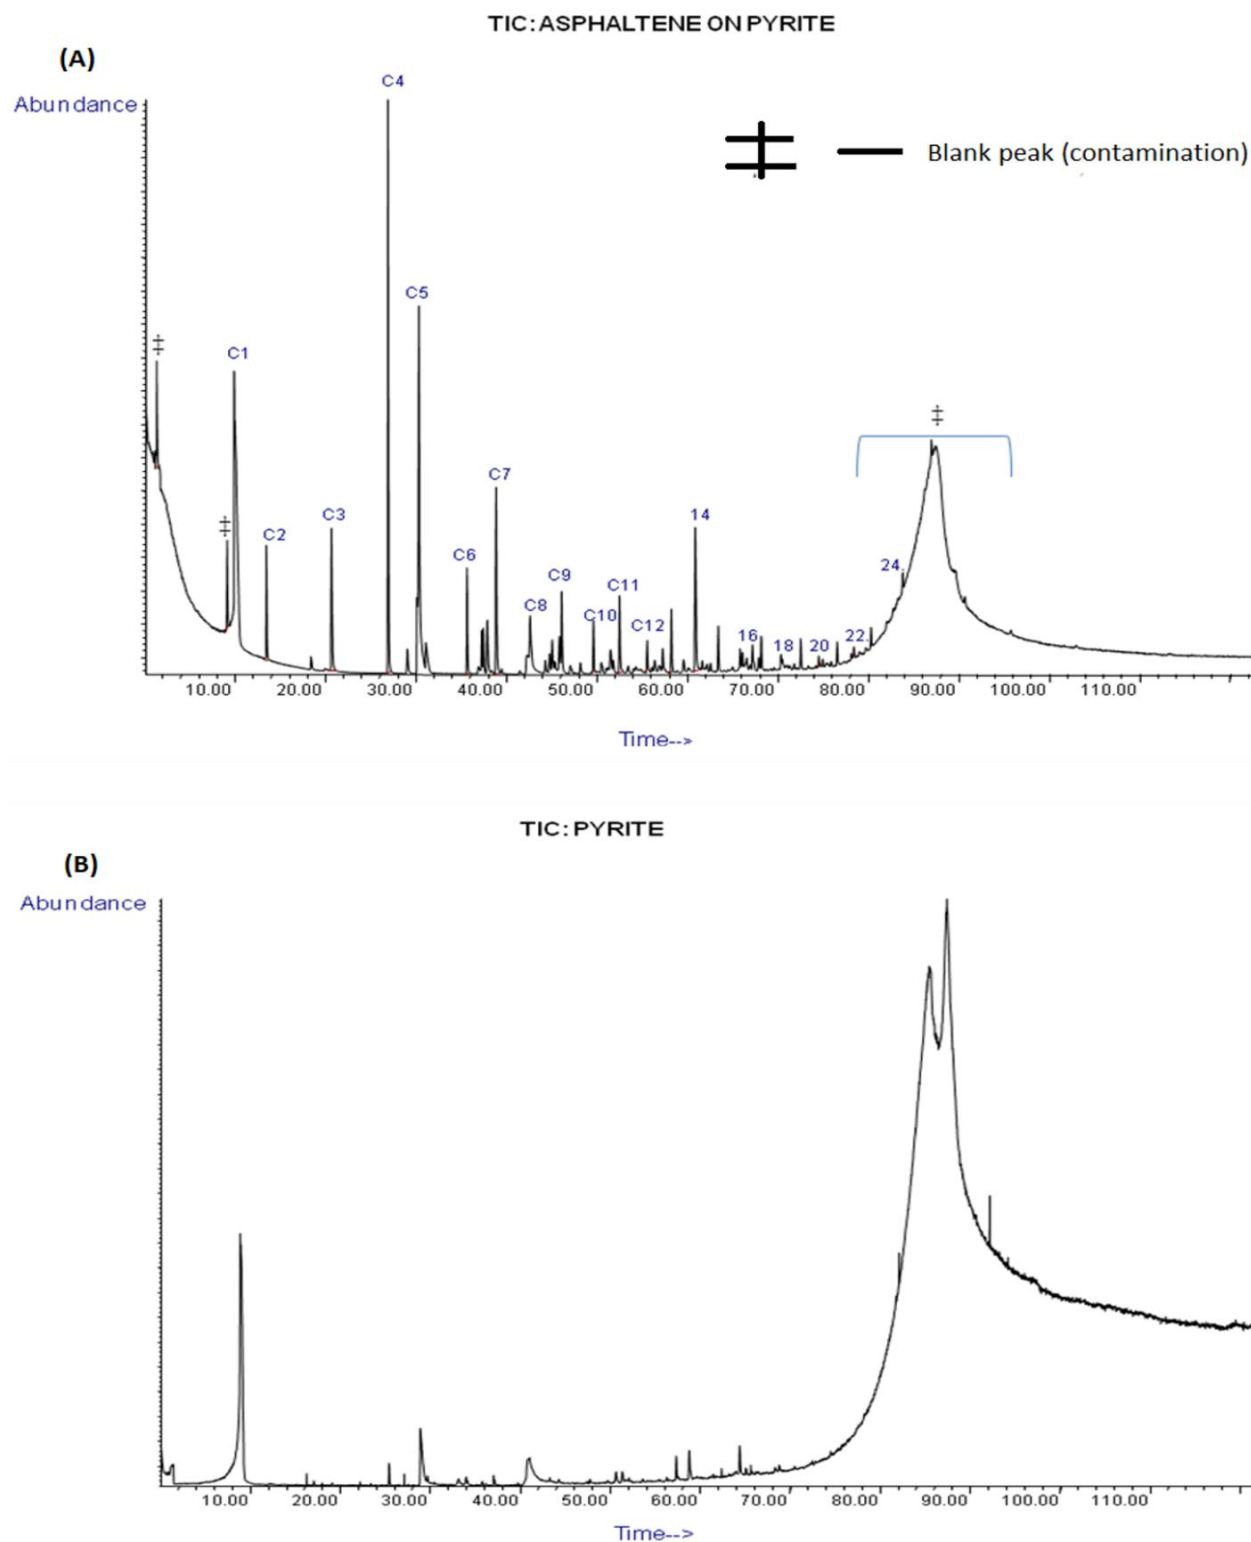 TIC: ASPHALTENE ON PYRITE
(A)
Abundance
C4
‡ — Blank peak (contamination)
C5
‡
C1
‡
C7
14
‡
C3
C2
C6
C9
24.
C8
C11
C10
C12
16
18
20
22.
10.00 20.00 30.00 40.00 50.00 60.00 70.00 80.00 90.00 100.00 110.00
Time-->
TIC: PYRITE
(B)
Abundance
10.00 20.00 30.00 40.00 50.00 60.00 70.00 80.00 90.00 100.00 110.00
Time-->